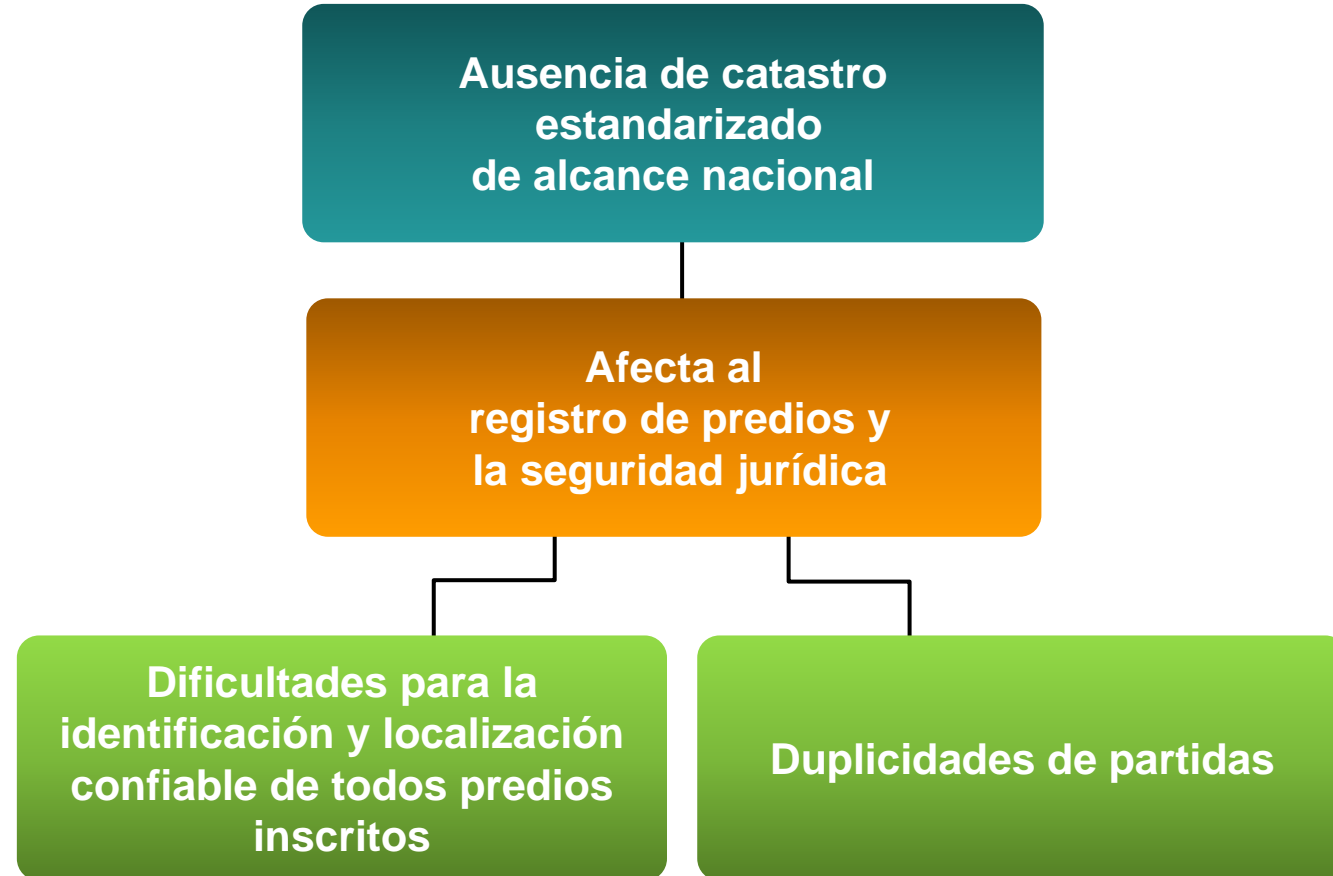 Ausencia de catastro
estandarizado
de alcance nacional
Afecta al
registro de predios y
la seguridad jurídica
Dificultades para la
identificación y localización
confiable de todos predios
inscritos
Duplicidades de partidas